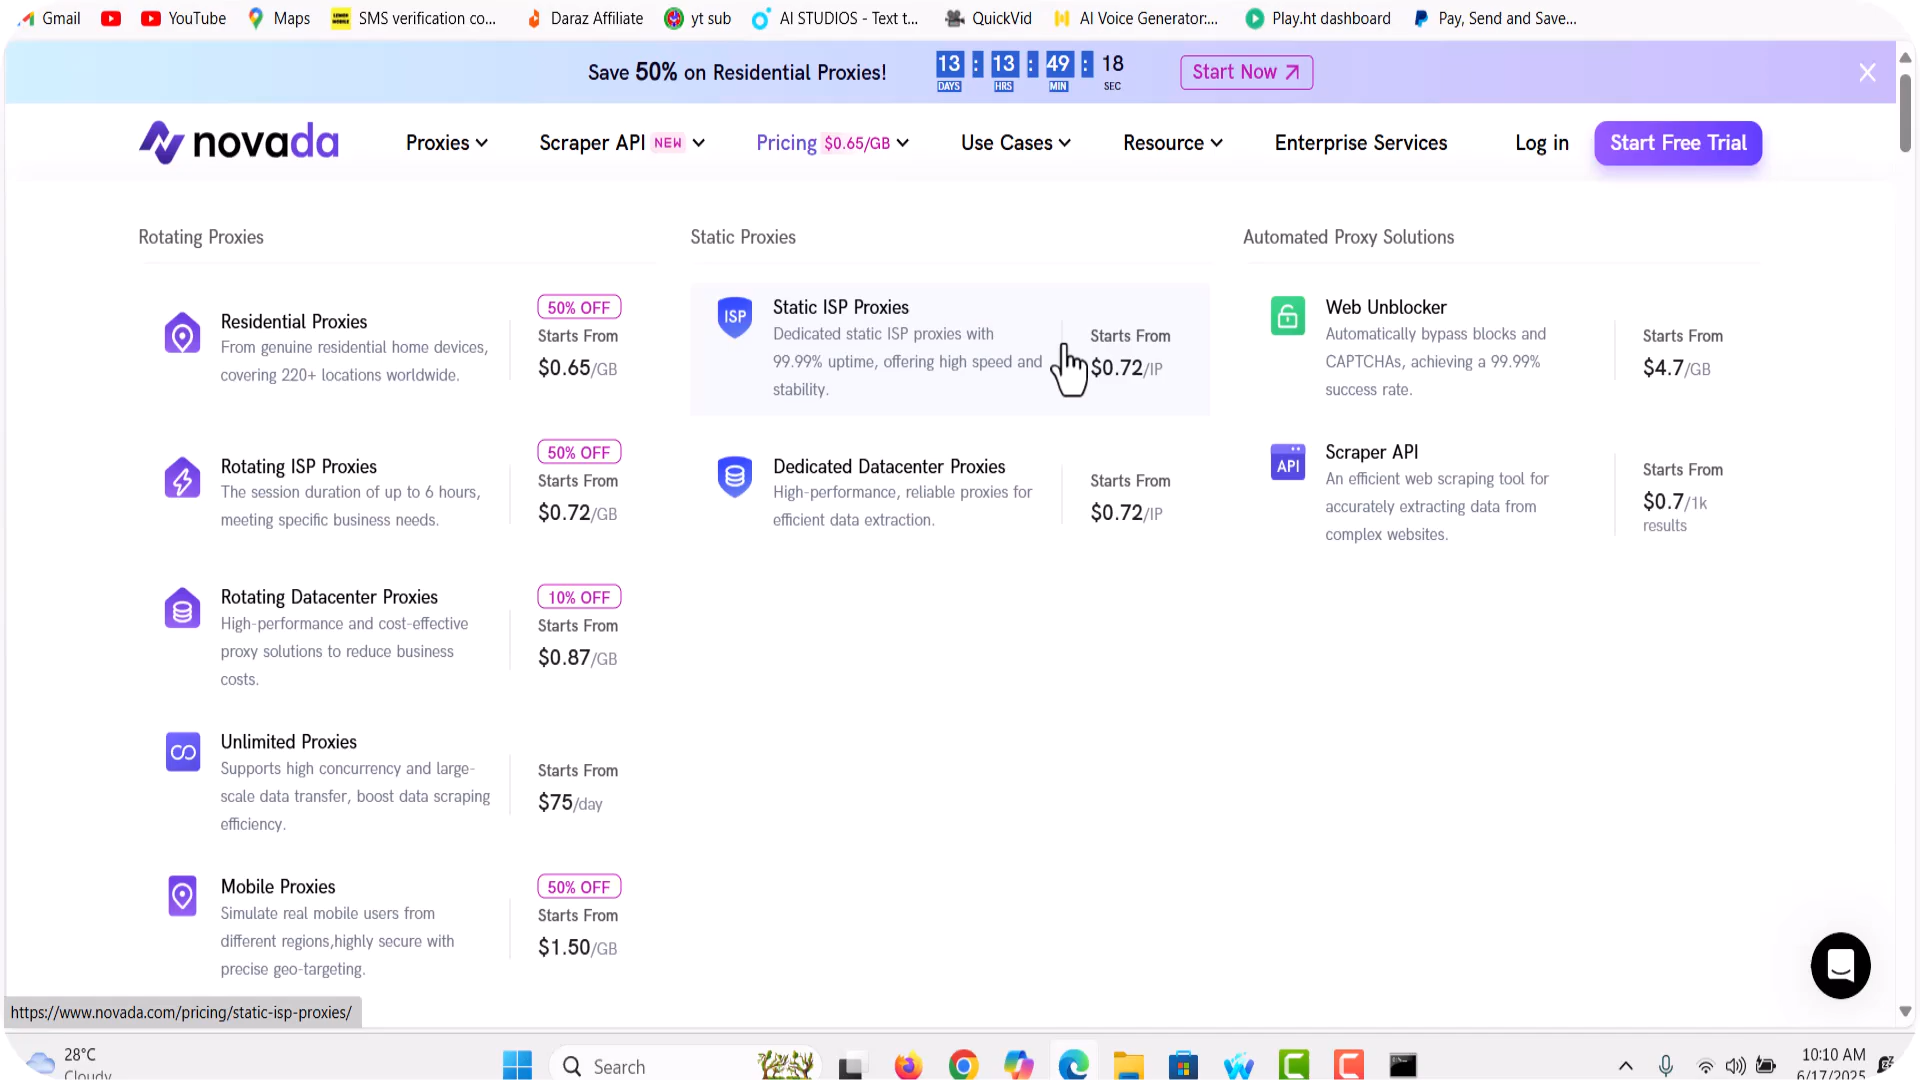 Gmail
YouTube
Maps
SMS verification co...
Daraz Affiliate
yt sub
AI STUDIOS - Text t...
QuickVid
AI Voice Generator:...
Play.ht dashboard
Pay, Send and Save...
Save 50% on Residential Proxies!
13 : 13 : 49 : 18
DAYS HRS MIN SEC
Start Now
novada
Proxies
Scraper API NEW
Pricing $0.65/GB
Use Cases
Resource
Enterprise Services
Log in
Start Free Trial
Rotating Proxies
Residential Proxies
From genuine residential home devices,
covering 220+ locations worldwide.
50% OFF
Starts From
$0.65/GB
Rotating ISP Proxies
The session duration of up to 6 hours,
meeting specific business needs.
50% OFF
Starts From
$0.72/GB
Rotating Datacenter Proxies
High-performance and cost-effective
proxy solutions to reduce business
costs.
10% OFF
Starts From
$0.87/GB
Unlimited Proxies
Supports high concurrency and large-
scale data transfer, boost data scraping
efficiency.
Starts From
$75/day
Mobile Proxies
Simulate real mobile users from
different regions,highly secure with
precise geo-targeting.
50% OFF
Starts From
$1.50/GB
Static Proxies
ISP
Static ISP Proxies
Dedicated static ISP proxies with
99.99% uptime, offering high speed and
stability.
Starts From
$0.72/IP
Dedicated Datacenter Proxies
High-performance, reliable proxies for
efficient data extraction.
Starts From
$0.72/IP
Automated Proxy Solutions
Web Unblocker
Automatically bypass blocks and
CAPTCHAs, achieving a 99.99%
success rate.
Starts From
$4.7/GB
API
Scraper API
An efficient web scraping tool for
accurately extracting data from
complex websites.
Starts From
$0.7/1k
results
https://www.novada.com/pricing/static-isp-proxies/
28°C
Cloudy
Search
10:10 AM
6/17/2025